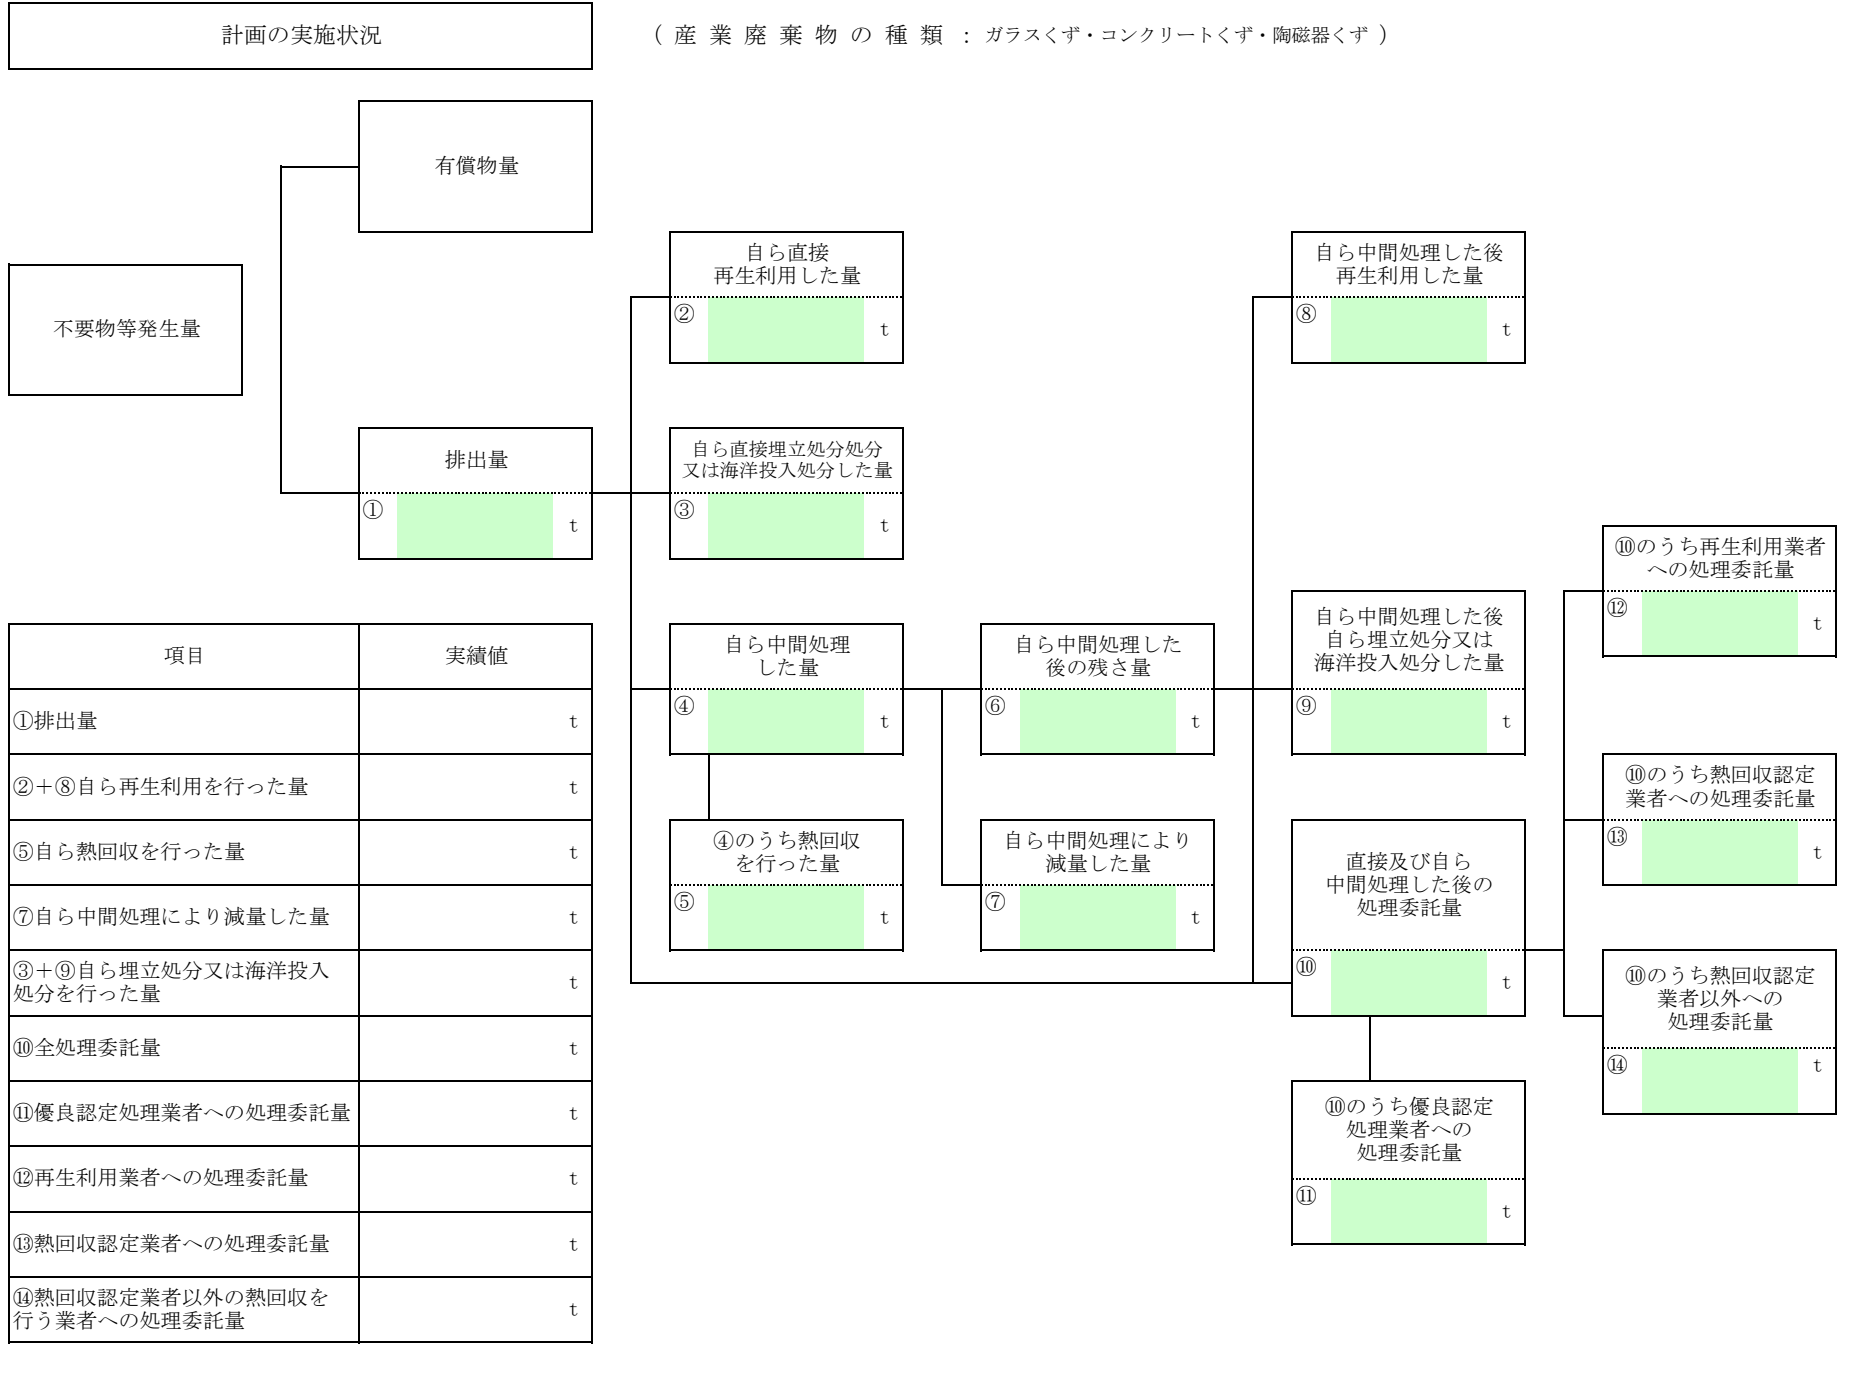 計画の実施状況
（産業廃棄物の種類：ガラスくず・コンクリートくず・陶磁器くず）
有償物量
不要物等発生量
排出量
① t
自ら直接
再生利用した量
② t
自ら直接埋立処分処分
又は海洋投入処分した量
③ t
自ら中間処理
した量
④ t
④のうち熱回収
を行った量
⑤ t
自ら中間処理した
後の残さ量
⑥ t
自ら中間処理により
減量した量
⑦ t
自ら中間処理した後
再生利用した量
⑧ t
自ら中間処理した後
自ら埋立処分又は
海洋投入処分した量
⑨ t
直接及び自ら
中間処理した後の
処理委託量
⑩ t
⑩のうち優良認定
処理業者への
処理委託量
⑪ t
⑩のうち再生利用業者
への処理委託量
⑫ t
⑩のうち熱回収認定
業者への処理委託量
⑬ t
⑩のうち熱回収認定
業者以外への
処理委託量
⑭ t
項目 実績値
①排出量 t
②＋⑧自ら再生利用を行った量 t
⑤自ら熱回収を行った量 t
⑦自ら中間処理により減量した量 t
③＋⑨自ら埋立処分又は海洋投入
処分を行った量 t
⑩全処理委託量 t
⑪優良認定処理業者への処理委託量 t
⑫再生利用業者への処理委託量 t
⑬熱回収認定業者への処理委託量 t
⑭熱回収認定業者以外の熱回収を
行う業者への処理委託量 t